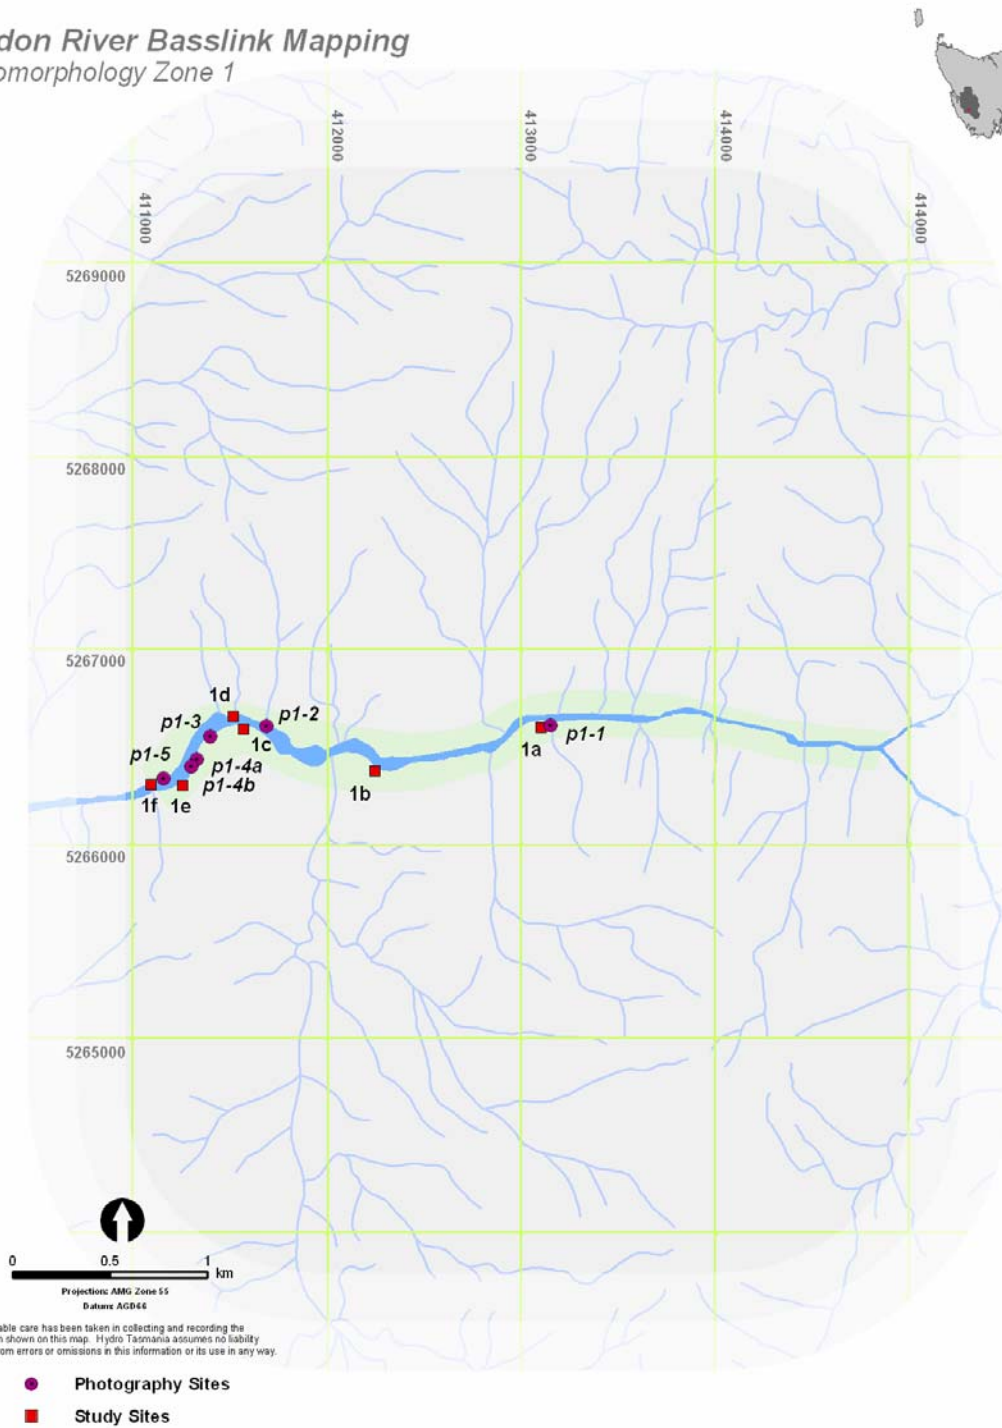 don River Basslink Mapping
omorphology Zone 1
411000
412000
413000
414000
414000
5269000
5268000
5267000
1d
p1-2
p1-3
1c
p1-1
1a
p1-5
p1-4a
p1-4b
1b
1f
1e
5266000
5265000
0 0.5 1
km
Projection: AMG Zone 55
Datum: AGD66
able care has been taken in collecting and recording the
n shown on this map. Hydro Tasmania assumes no liability
om errors or omissions in this information or its use in any way.
Photography Sites
Study Sites